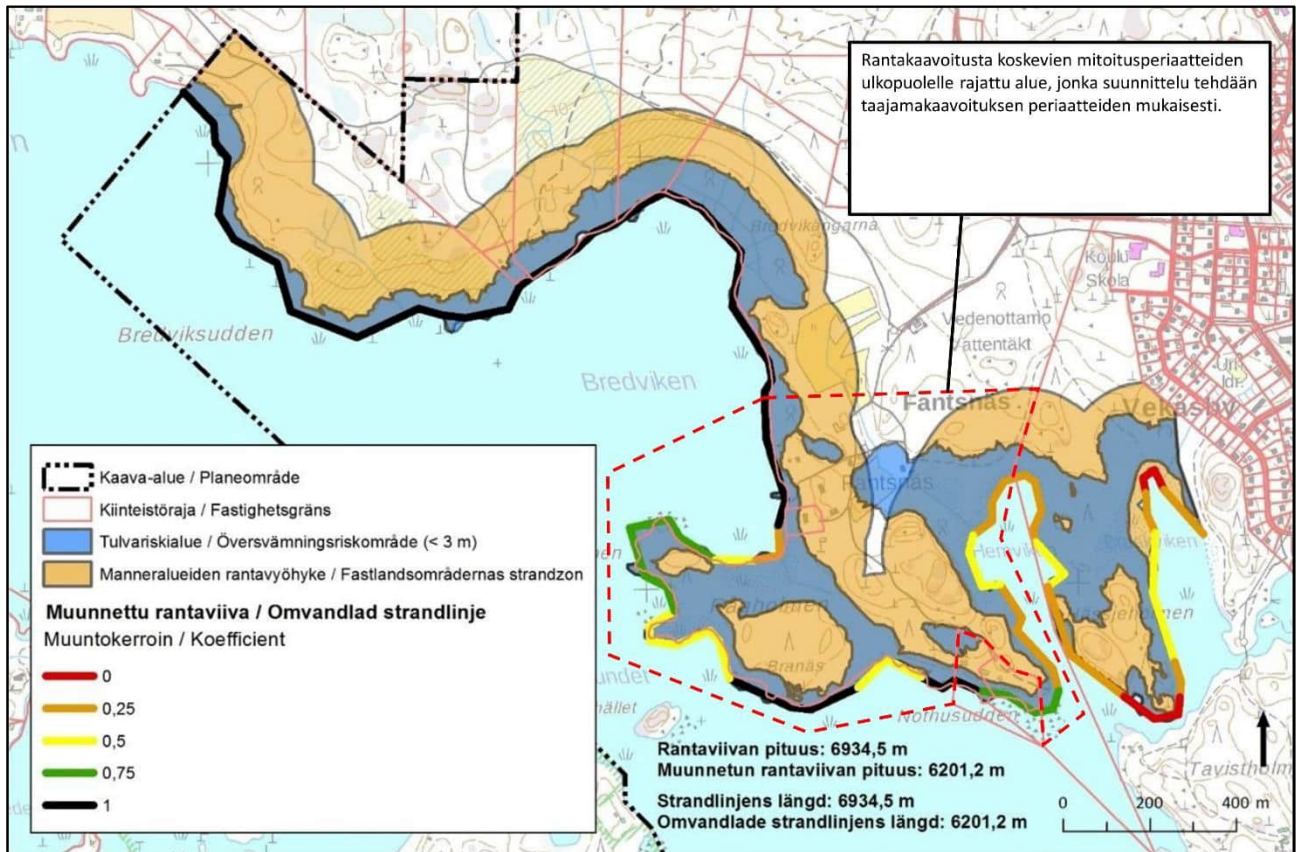 Rantakaavoitusta koskevien mitoitusperiaatteiden
ulkopuolelle rajattu alue, jonka suunnittelu tehdään
taajamakaavoituksen periaatteiden mukaisesti.
Bredvikängarna
Koulu
Skola
Vedenottamo
Vattentäkt
Bredviksudden
Bredviken
Fantsnäs
Vekasby
Fantsnäs
Branäs
Nothusudden
Kaava-alue / Planeområde
Kiinteistöraja / Fastighetsgräns
Tulvariskialue / Översvämningsriskområde (< 3 m)
Manneralueiden rantavyöhyke / Fastlandsområdernas strandzon
Muunnettu rantaviiva / Omvandlad strandlinje
Muuntokerroin / Koefficient
0
0,25
0,5
0,75
1
Rantaviivan pituus: 6934,5 m
Muunnetun rantaviivan pituus: 6201,2 m
Strandlinjens längd: 6934,5 m
Omvandlade strandlinjens längd: 6201,2 m
Tavistholm
0 200 400 m